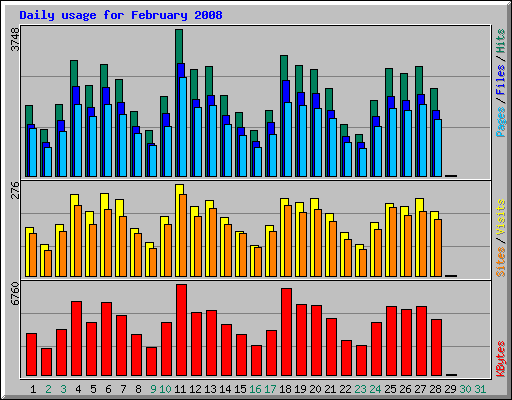 Daily usage for February 2008
3748
Pages / Files / Hits
276
Sites / Visits
6760
KBytes
1 2 3 4 5 6 7 8 9 10 11 12 13 14 15 16 17 18 19 20 21 22 23 24 25 26 27 28 29 30 31